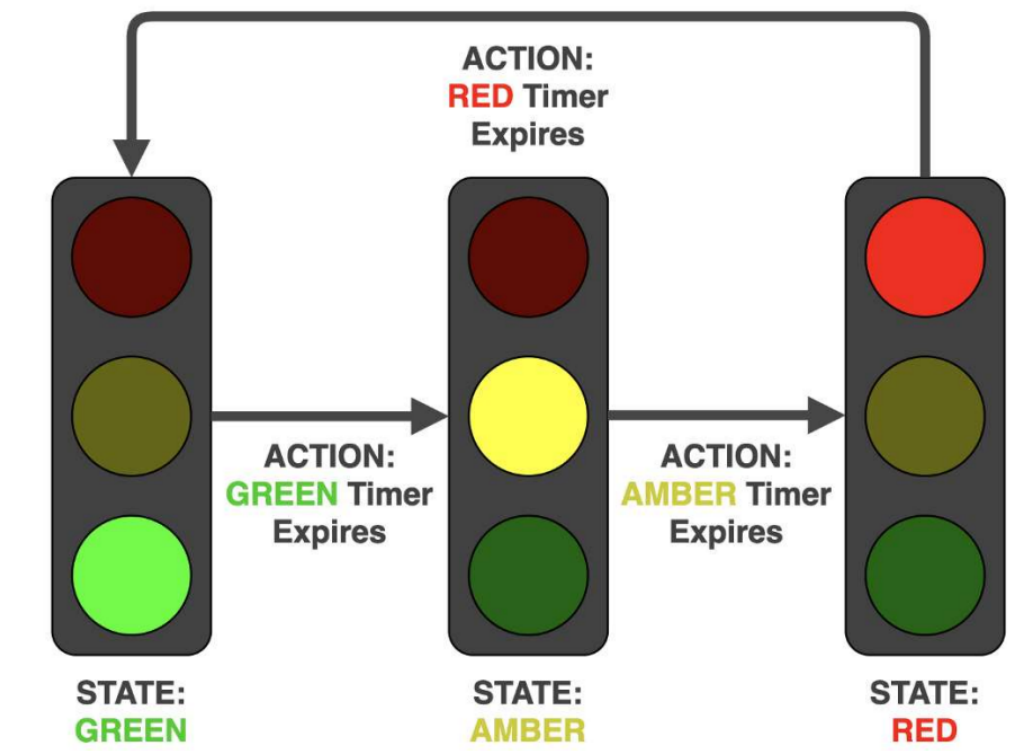 ACTION:
RED Timer
Expires
ACTION:
GREEN Timer
Expires
ACTION:
AMBER Timer
Expires
STATE:
GREEN
STATE:
AMBER
STATE:
RED